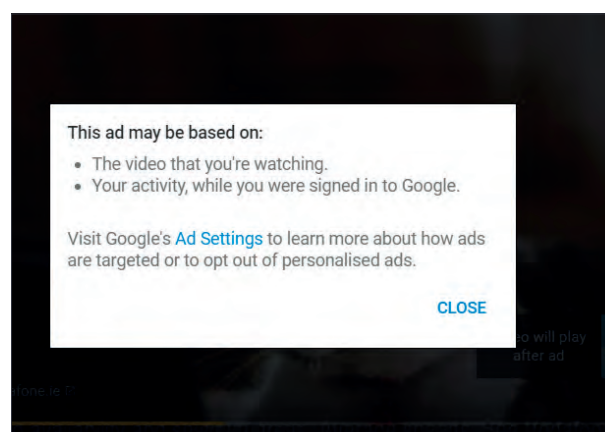 This ad may be based on:
• The video that you're watching.
• Your activity, while you were signed in to Google.
Visit Google's Ad Settings to learn more about how ads
are targeted or to opt out of personalised ads.
CLOSE
will play
after ad